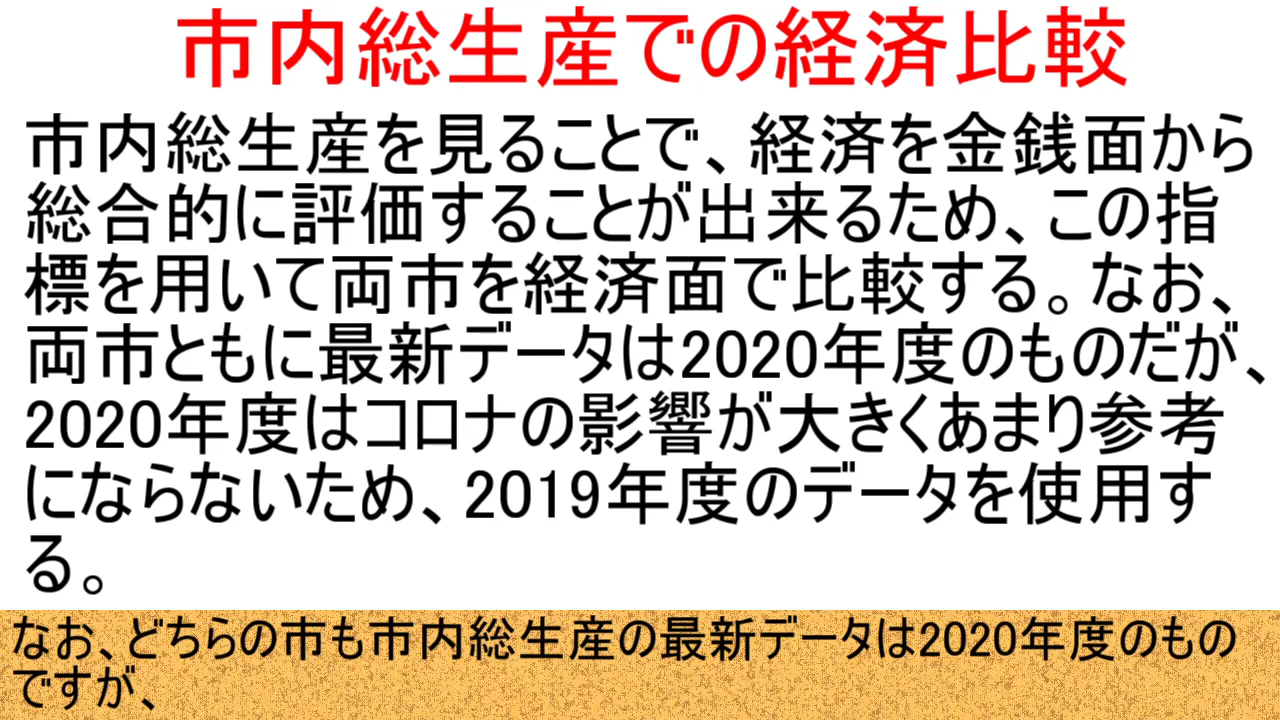 市内総生産での経済比較
市内総生産を見ることで、経済を金銭面から
総合的に評価することが出来るため、この指
標を用いて両市を経済面で比較する。なお、
両市ともに最新データは2020年度のものだが、
2020年度はコロナの影響が大きくあまり参考
にならないため、2019年度のデータを使用す
る。
なお、どちらの市も市内総生産の最新データは2020年度のもの
ですが、